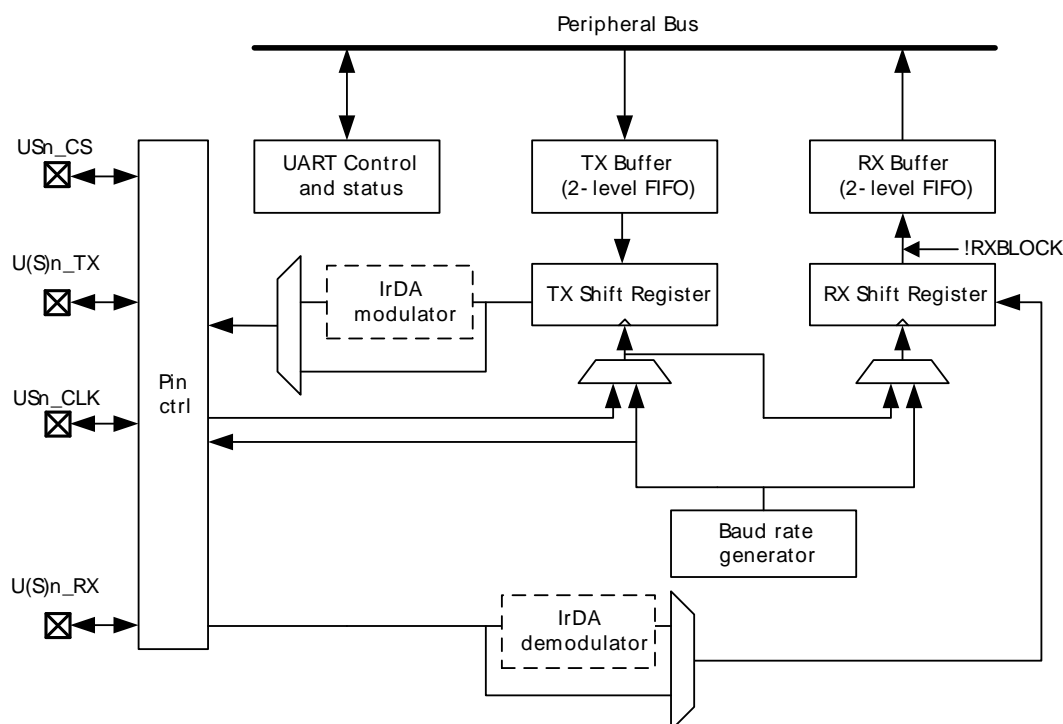 Peripheral Bus
USn_CS
UART Control
and status
TX Buffer
(2- level FIFO)
RX Buffer
(2- level FIFO)
!RXBLOCK
U(S)n_TX
IrDA
modulator
TX Shift Register
RX Shift Register
Pin
ctrl
USn_CLK
Baud rate
generator
U(S)n_RX
IrDA
demodulator